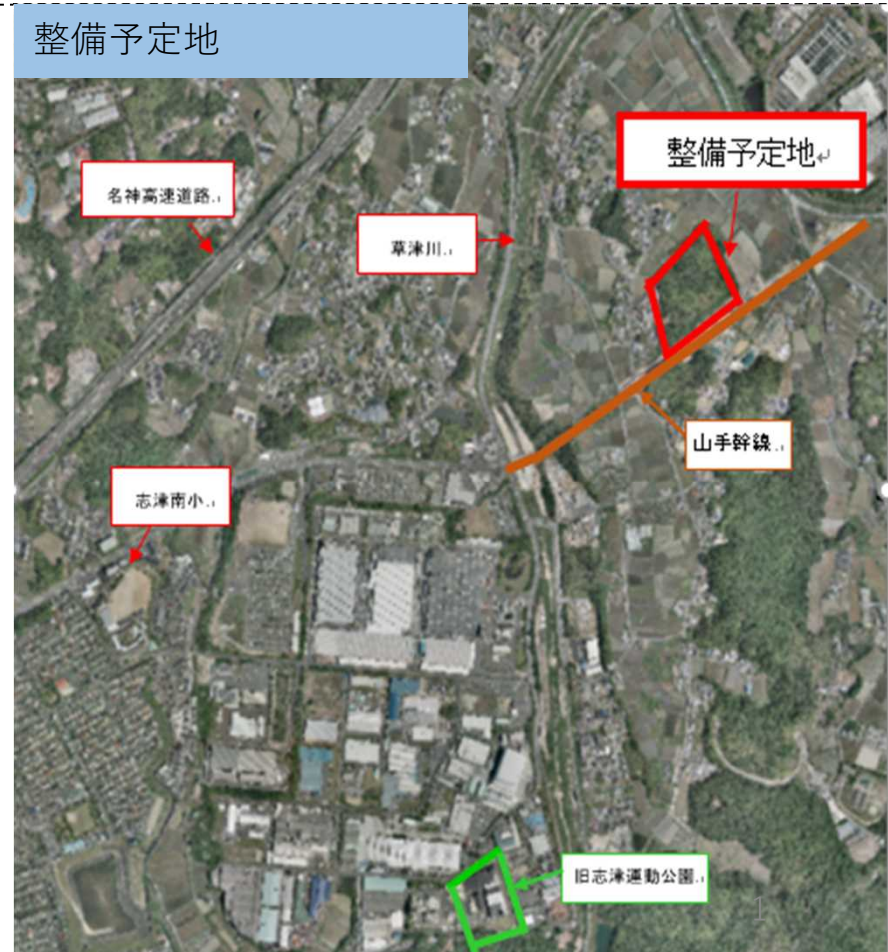 整備予定地
整備予定地
名神高速道路
草津川
山手幹線
志津南小
旧志津運動公園
1